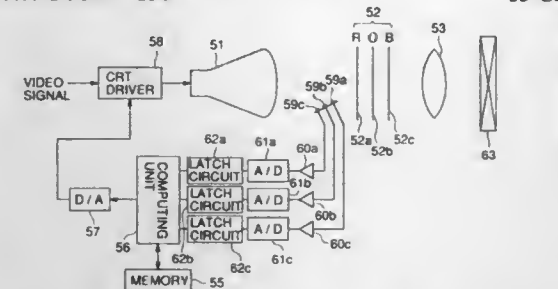 52
58
51
R G B
53
VIDEO SIGNAL
CRT DRIVER
59a
59b
59c
62a
61a
60a
52a
52b
52c
63
COMPUTING UNIT
LATCH CIRCUIT
A/D
61b
LATCH CIRCUIT
A/D
60b
D/A
LATCH CIRCUIT
A/D
60c
57
56
62b
62c
61c
MEMORY
55